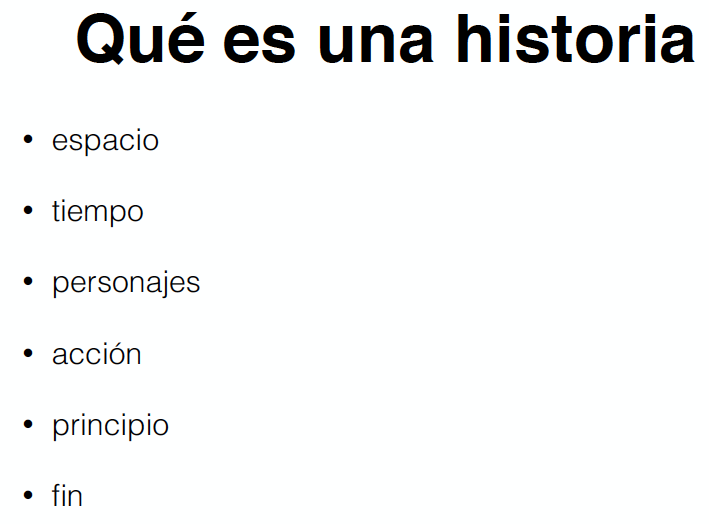 Qué es una historia
• espacio
• tiempo
• personajes
• acción
• principio
• fin